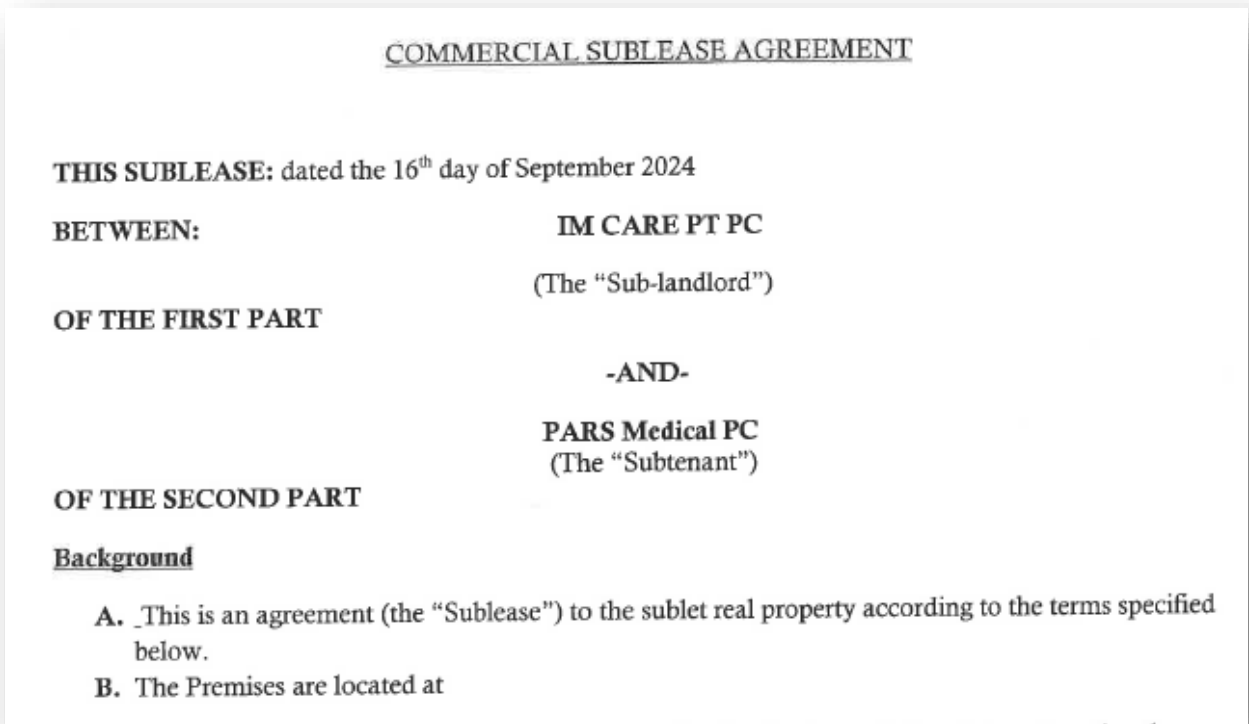 COMMERCIAL SUBLEASE AGREEMENT
THIS SUBLEASE: dated the 16th day of September 2024
BETWEEN: IM CARE PT PC
(The “Sub-landlord”)
OF THE FIRST PART
-AND-
PARS Medical PC
(The “Subtenant”)
OF THE SECOND PART
Background
A. _This is an agreement (the “Sublease”) to the sublet real property according to the terms specified
below.
B. The Premises are located at